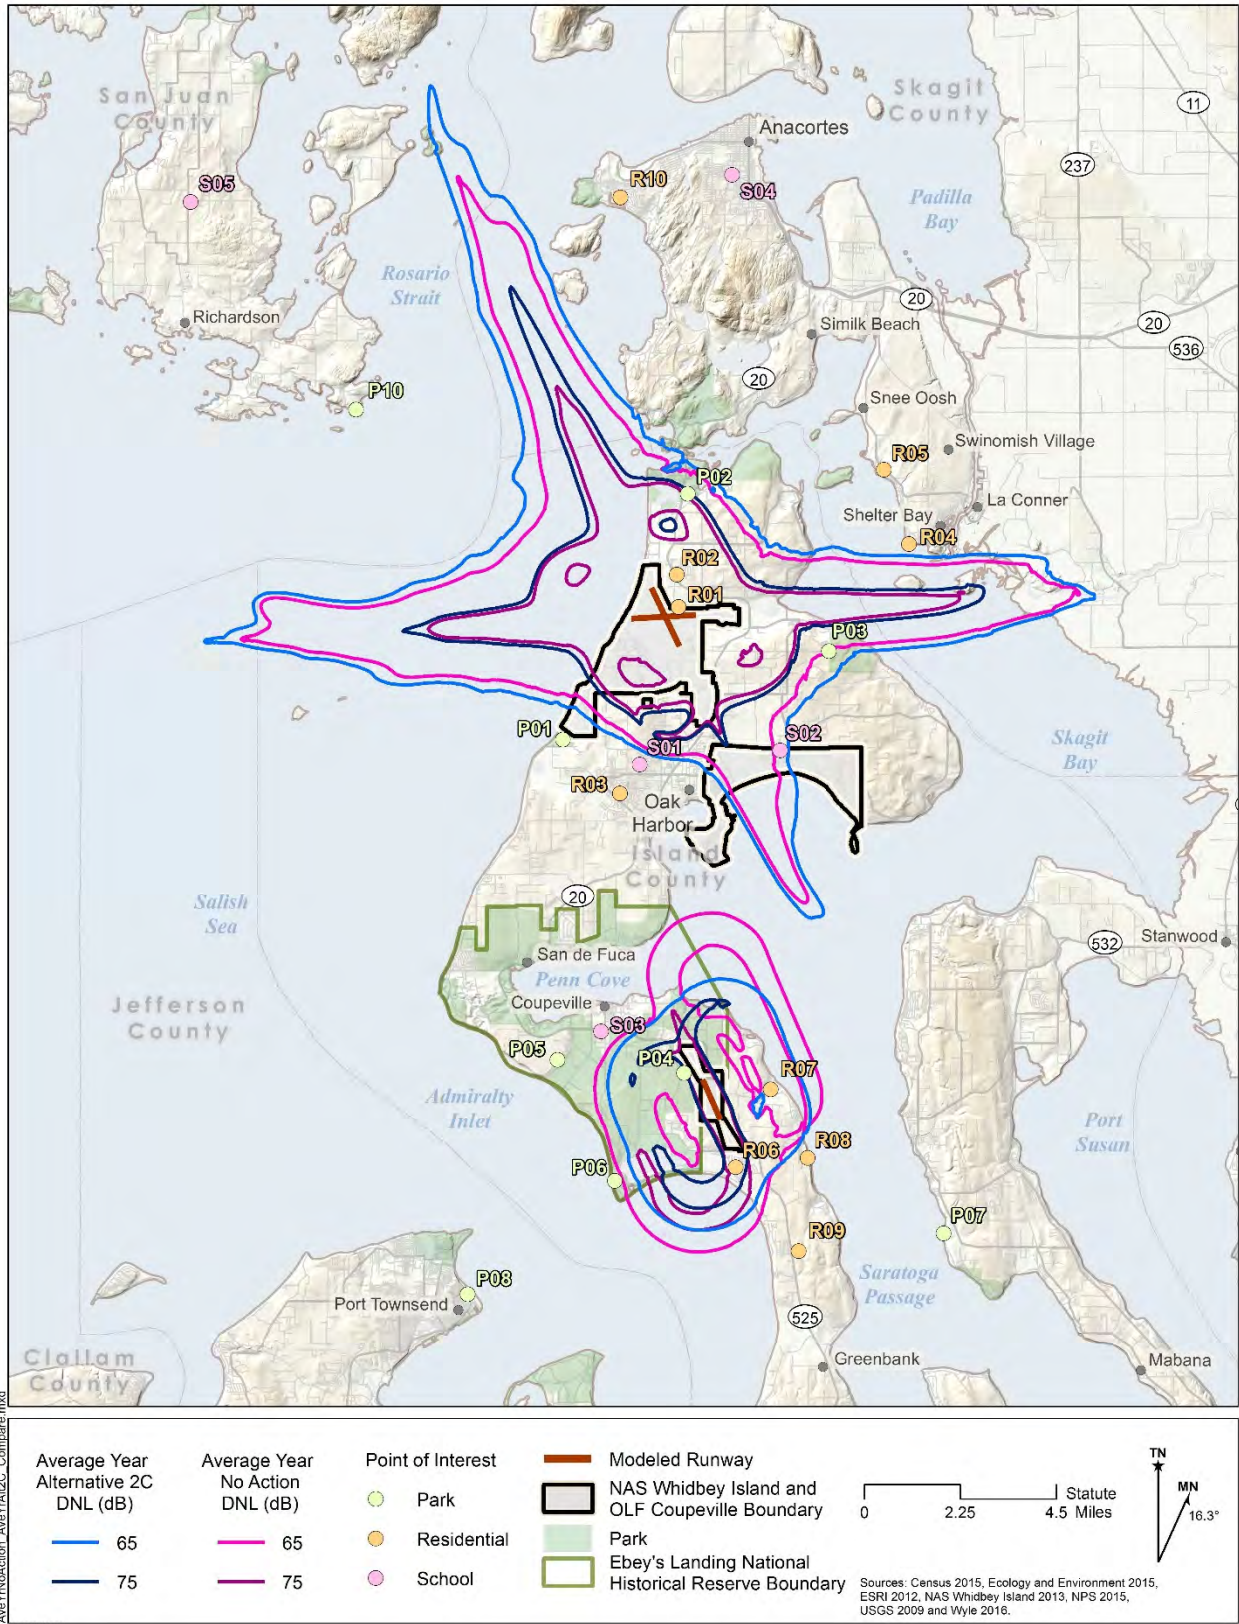 San Juan
County
Skagit
County
11
Anacortes
237
S05
R10
S04
Padilla
Bay
Rosario
Strait
Richardson
20
Similk Beach
20
536
P10
20
Snee Oosh
Swinomish Village
R05
P02
La Conner
Shelter Bay
R04
R02
R01
P03
P01
S01
S02
Skagit
Bay
R03
Oak
Harbor
Island
County
20
Salish
Sea
532
Stanwood
San de Fuca
Penn Cove
Jefferson
County
Coupeville
S03
P05
P04
R07
Admiralty
Inlet
Port
Susan
R08
R06
P06
P07
R09
Saratoga
Passage
P08
Port Townsend
525
Clallam
County
Greenbank
Mabana
Average Year
Alternative 2C
DNL (dB)
65
75
Average Year
No Action
DNL (dB)
65
75
Point of Interest
Park
Residential
School
Modeled Runway
NAS Whidbey Island and
OLF Coupeville Boundary
Park
Ebey's Landing National
Historical Reserve Boundary
0 2.25 4.5
Statute
Miles
TN
MN
16.3°
Sources: Census 2015, Ecology and Environment 2015,
ESRI 2012, NAS Whidbey Island 2013, NPS 2015,
USGS 2009 and Wyle 2016.